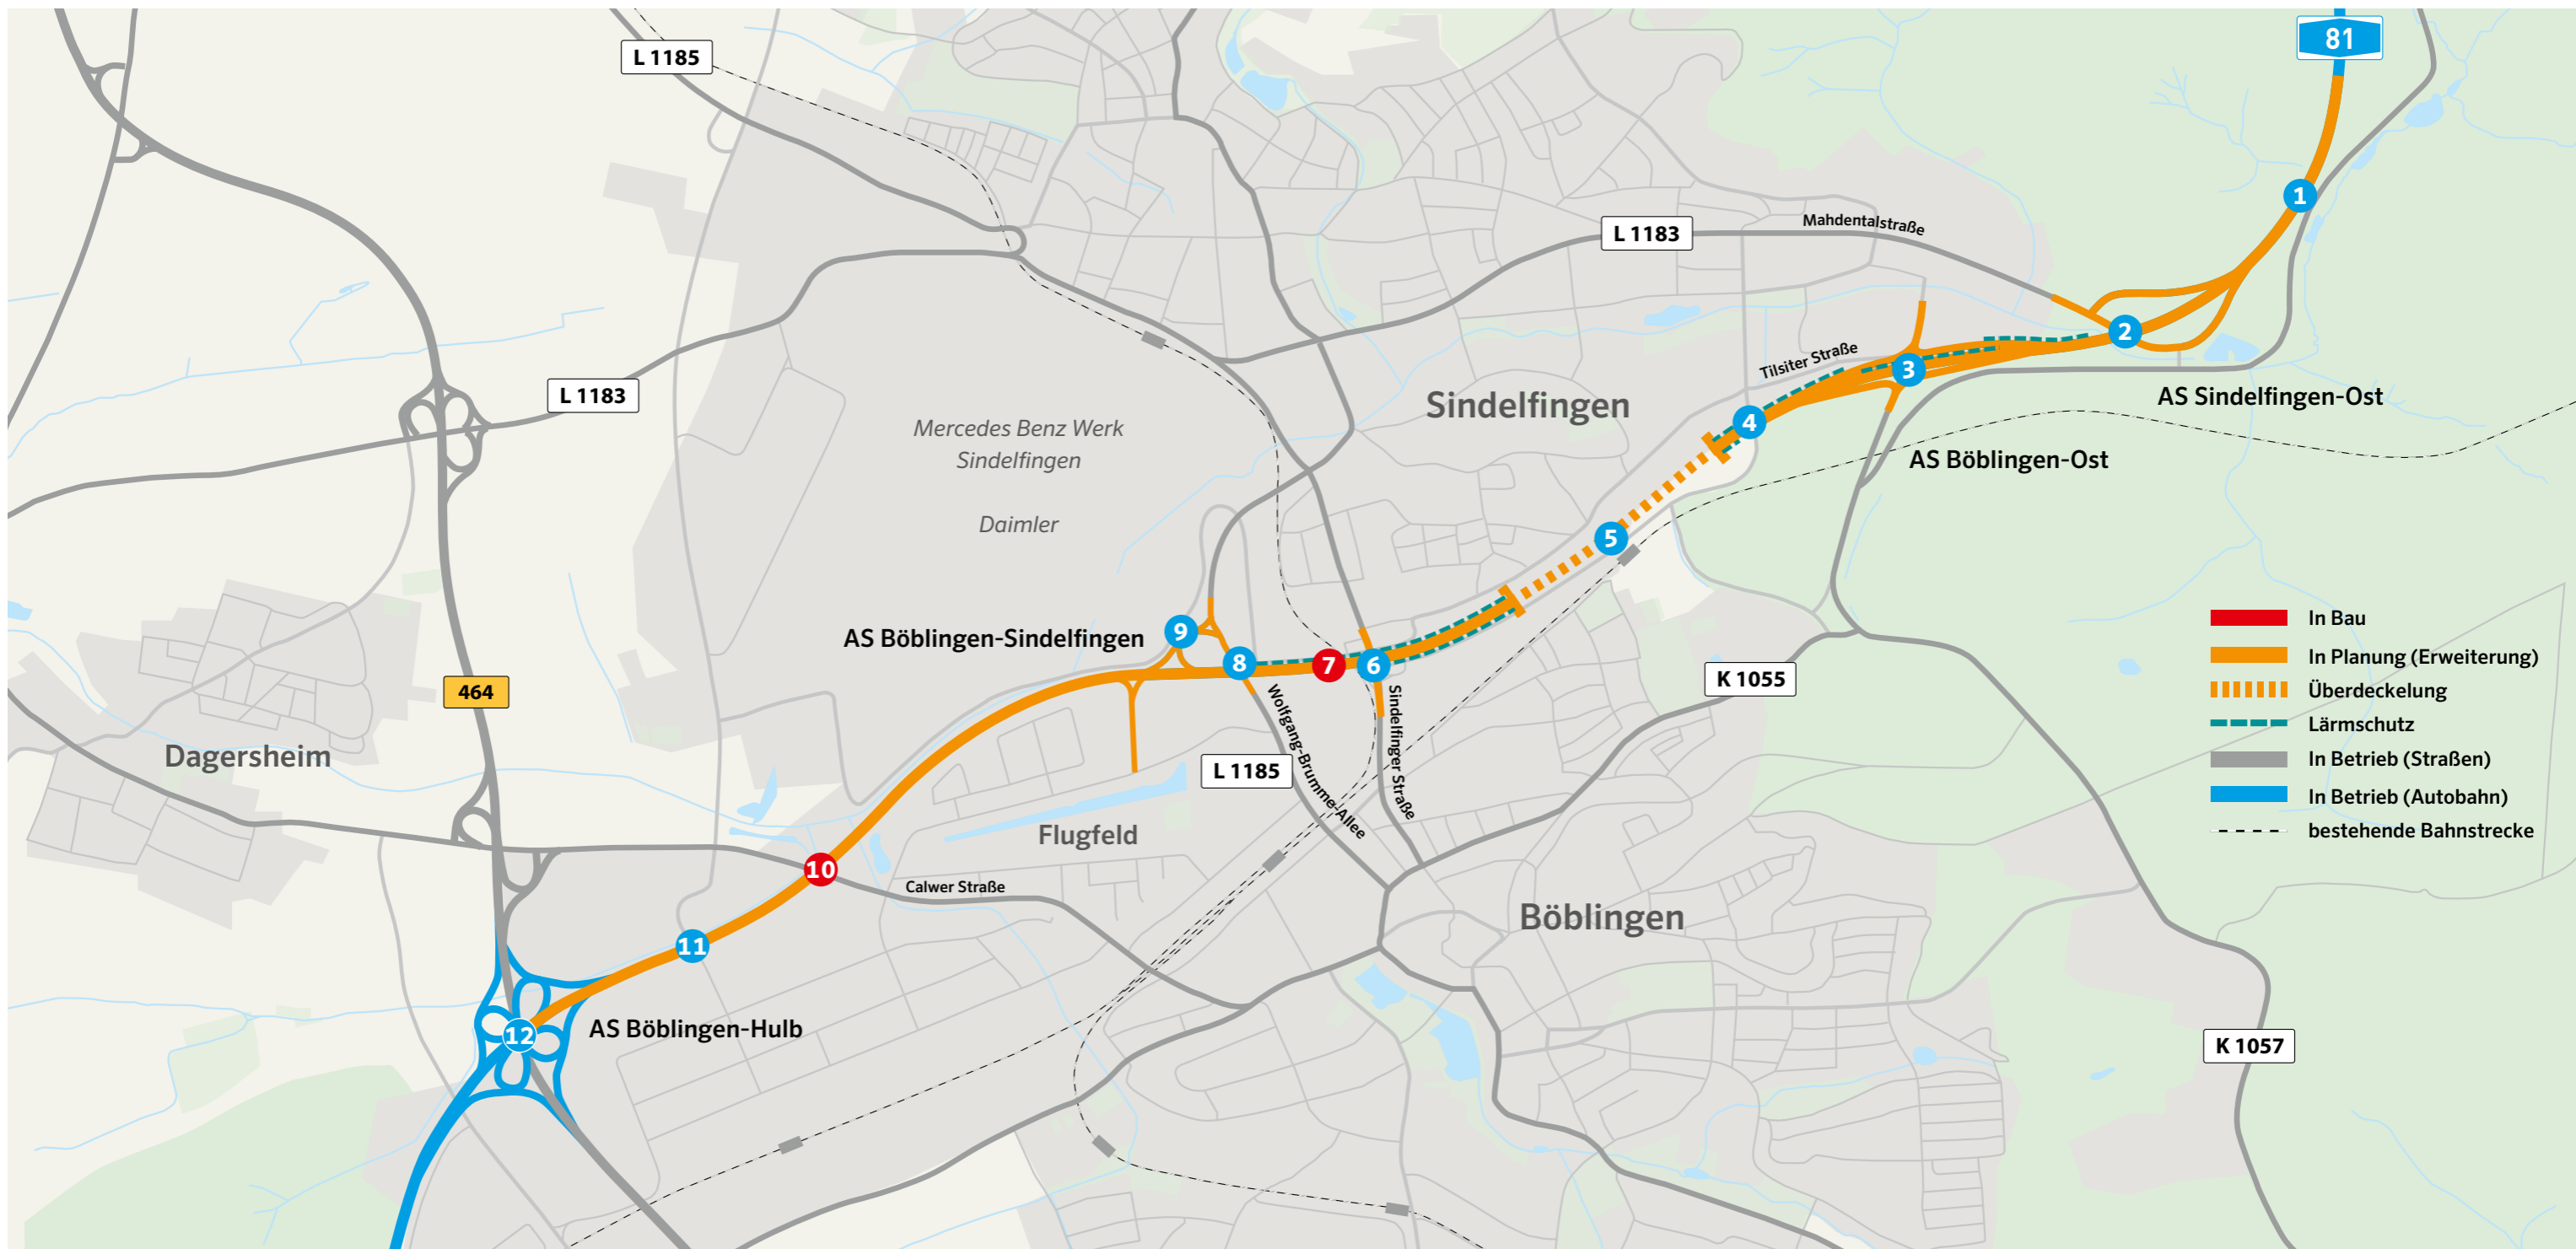 81
L 1185
1
L 1183
Mahdentalstraße
2
Tilsiter Straße
3
L 1183
AS Sindelfingen-Ost
Sindelfingen
4
Mercedes Benz Werk
Sindelfingen
AS Böblingen-Ost
Daimler
5
In Bau
AS Böblingen-Sindelfingen
9
8
7
6
In Planung (Erweiterung)
464
K 1055
Überdeckelung
Wolfgang-Brumme-Allee
Sindelfinger Straße
Lärmschutz
Dagersheim
L 1185
In Betrieb (Straßen)
In Betrieb (Autobahn)
Flugfeld
bestehende Bahnstrecke
10
Calwer Straße
Böblingen
11
12
AS Böblingen-Hulb
K 1057